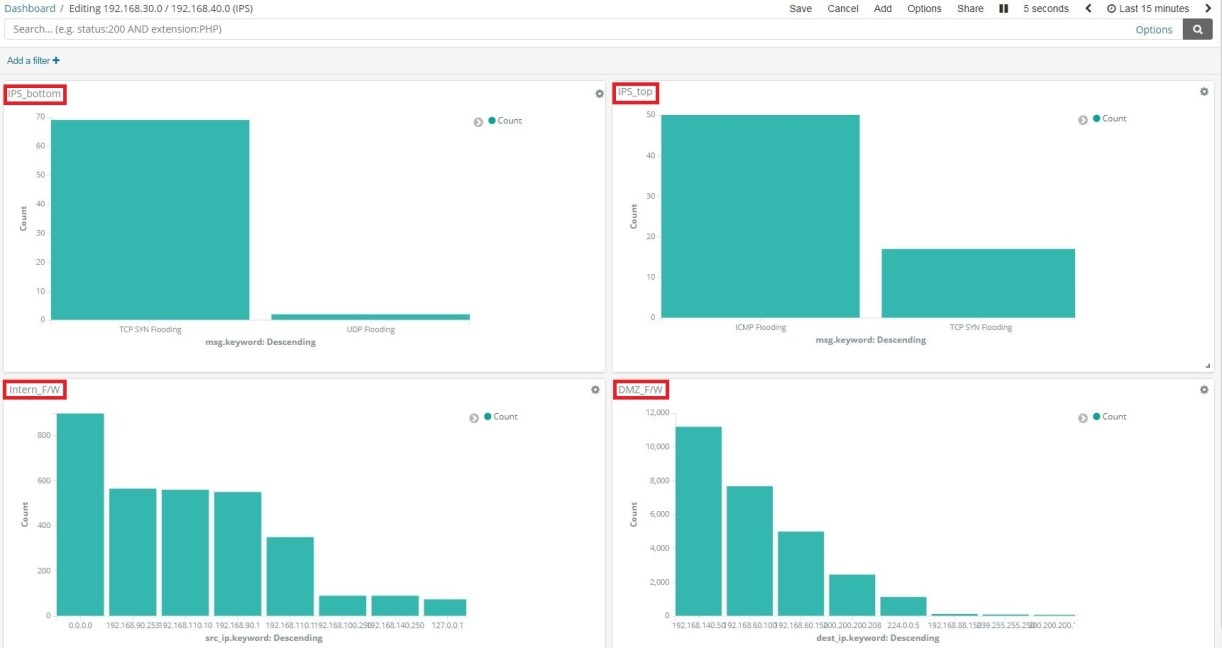 Dashboard / Editing 192.168.30.0 / 192.168.40.0 (IPS) Save Cancel Add Options Share 5 seconds Last 15 minutes
Search... (e.g. status:200 AND extension:PHP) Options
Add a filter
IPS_bottom
Count
70
60
50
40
30
20
10
0
Count
TCP SYN Flooding UDP Flooding
msg.keyword: Descending
IPS_top
Count
50
40
30
20
10
0
Count
ICMP Flooding TCP SYN Flooding
msg.keyword: Descending
Intern_F/W
Count
800
600
400
200
0
Count
0.0.0.0 192.168.90.253 192.168.110.10 192.168.90.1 192.168.110.1 192.168.100.250 192.168.140.250 127.0.0.1
src_ip.keyword: Descending
DMZ_F/W
Count
12,000
10,000
8,000
6,000
4,000
2,000
0
Count
192.168.140.50 192.168.60.100 192.168.60.150 200.200.200.208 224.0.0.5
dest_ip.keyword: Descending